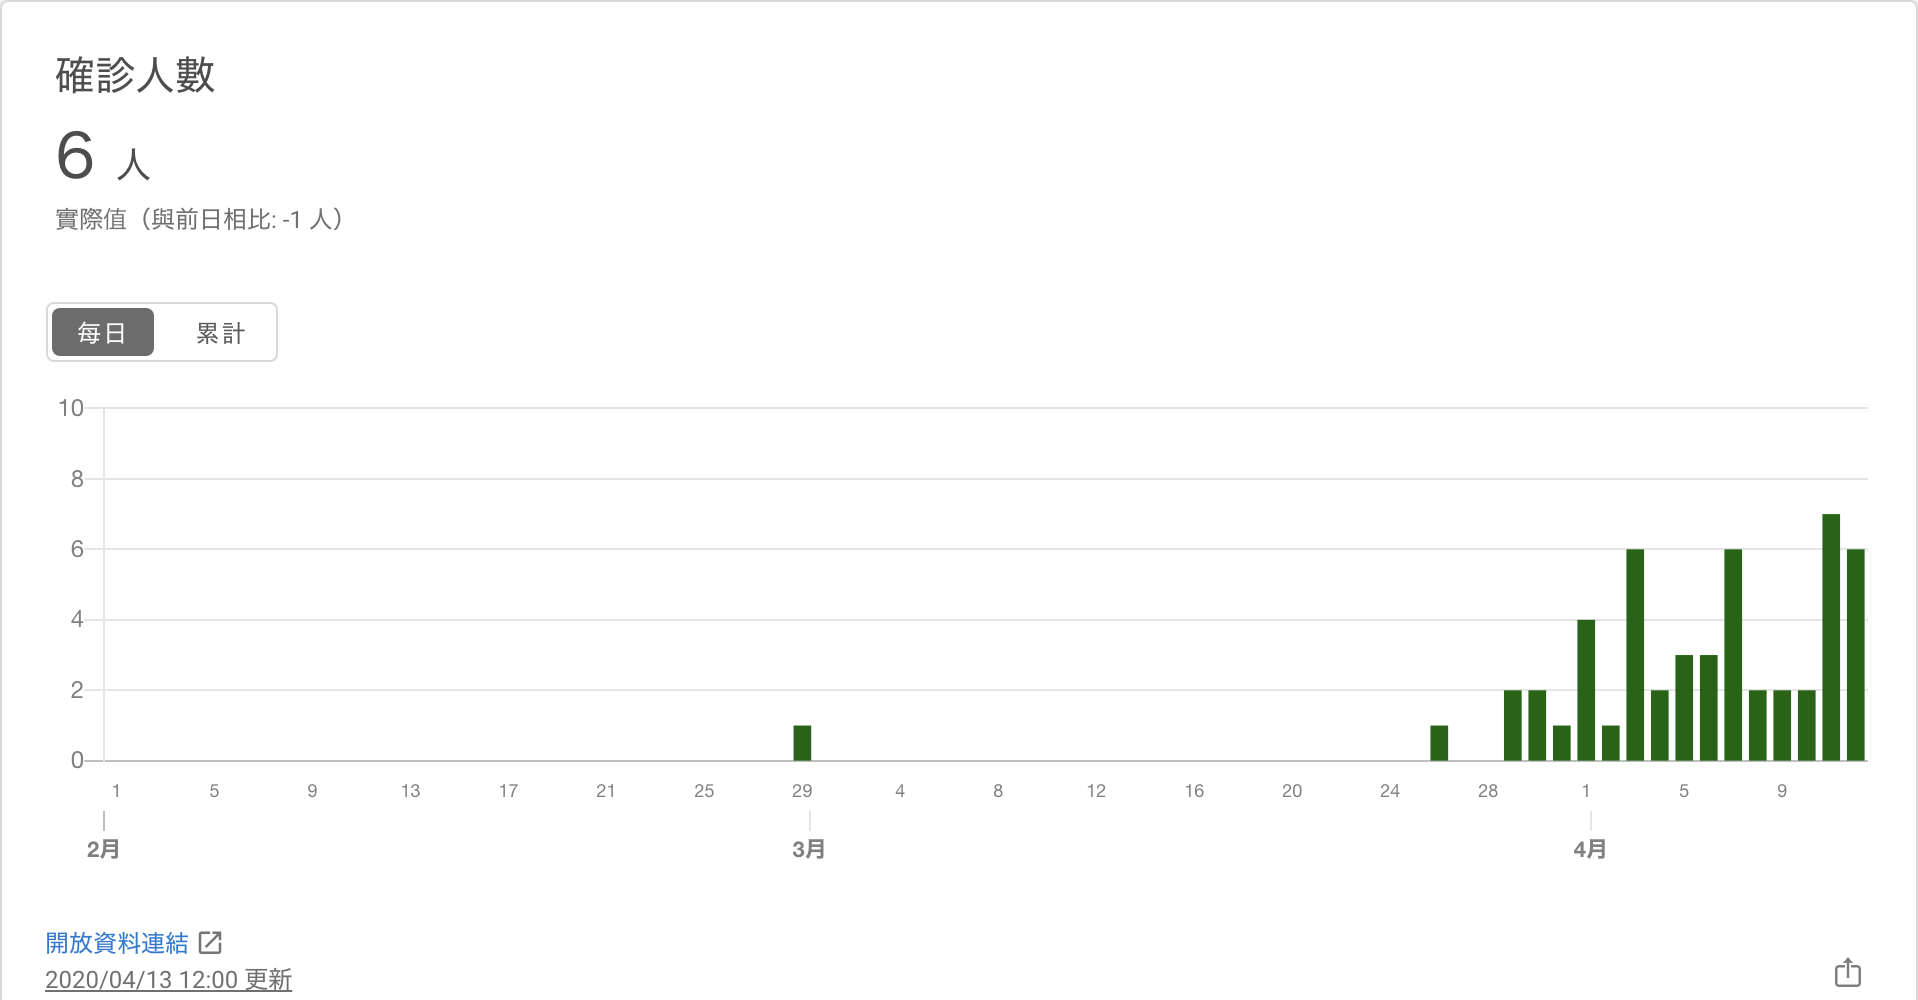 確診人數
6 人
實際值（與前日相比: -1 人）
每日 累計
10
8
6
4
2
0
1 5 9 13 17 21 25 29 4 8 12 16 20 24 28 1 5 9
2月 3月 4月
開放資料連結
2020/04/13 12:00 更新